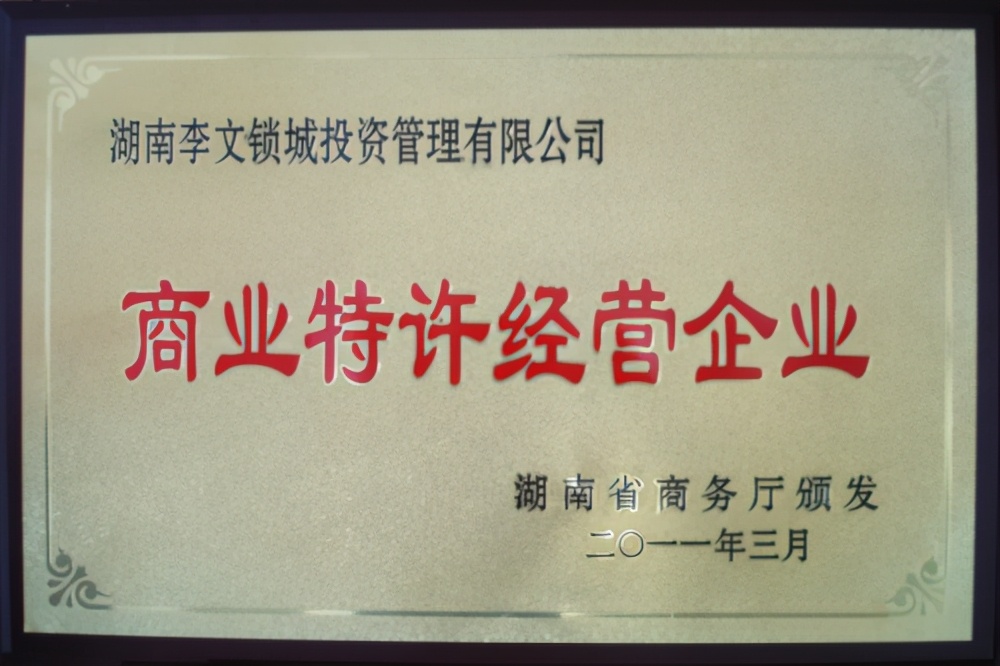 湖南李文锁城投资管理有限公司
商业特许经营企业
湖南省商务厅颁发
二〇一一年三月